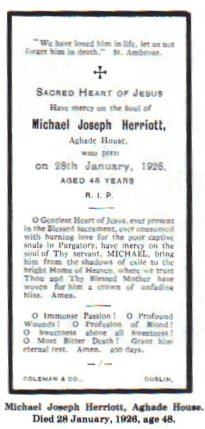 "We have loved him in life, let us not
forget him in death." St. Ambrose.
SACRED HEART OF JESUS
Have mercy on the Soul of
Michael Joseph Herriott,
Aghade House,
WHO DIED
on 28th January, 1926,
AGED 48 YEARS
R. I. P.
O Gentlest Heart of Jesus, ever present
in the Blessed Sacrament, ever consumed
with burning love for the poor captive
souls in Purgatory, have mercy on the
soul of Thy servant, MICHAEL, bring
him from the shadows of exile to the
bright Home of Heaven, where we trust
Thou and Thy Blessed Mother have
woven for him a crown of unfading
bliss. Amen.
O Immense Passion! O Profound
Wounds! O Profusion of Blood!
O Sweetness above all Sweetness!
O Most Bitter Death! Grant him
eternal rest. Amen. 400 days.
COLEMAN & CO., DUBLIN.
Michael Joseph Herriott, Aghade House.
Died 28 January, 1926, age 48.